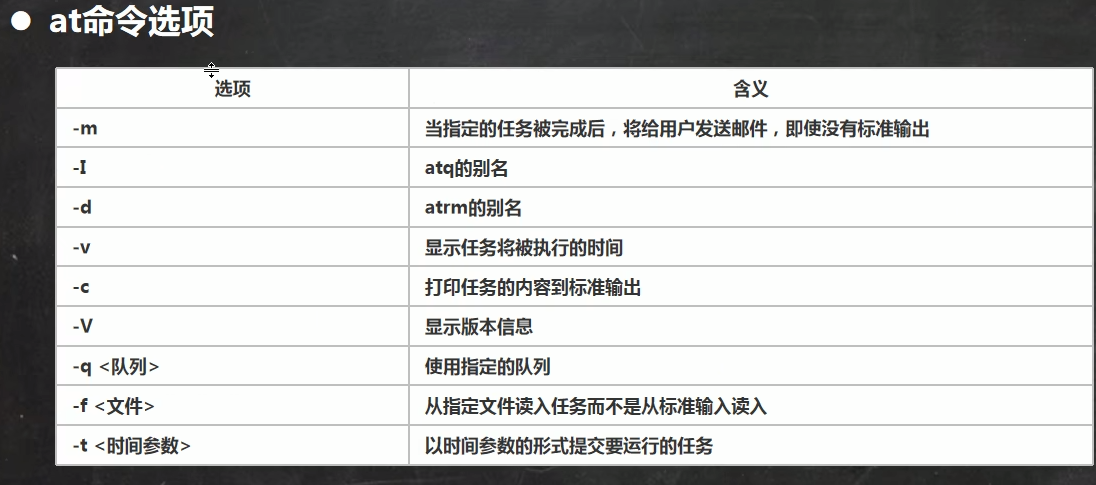 ● at命令选项
选项 含义
-m 当指定的任务被完成后，将给用户发送邮件，即使没有标准输出
-I atq的别名
-d atrm的别名
-v 显示任务将被执行的时间
-c 打印任务的内容到标准输出
-V 显示版本信息
-q <队列> 使用指定的队列
-f <文件> 从指定文件读入任务而不是从标准输入读入
-t <时间参数> 以时间参数的形式提交要运行的任务